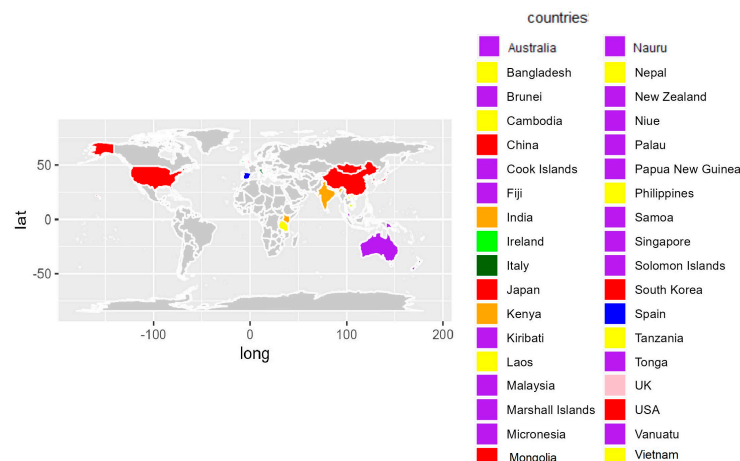 countries
Australia
Nauru
Bangladesh
Nepal
Brunei
New Zealand
Cambodia
Niue
China
Palau
Cook Islands
Papua New Guinea
Fiji
Philippines
India
Samoa
Ireland
Singapore
Italy
Solomon Islands
Japan
South Korea
Kenya
Spain
Kiribati
Tanzania
Laos
Tonga
Malaysia
UK
Marshall Islands
USA
Micronesia
Vanuatu
Mongolia
Vietnam
50
0
-50
lat
-100
0
100
200
long